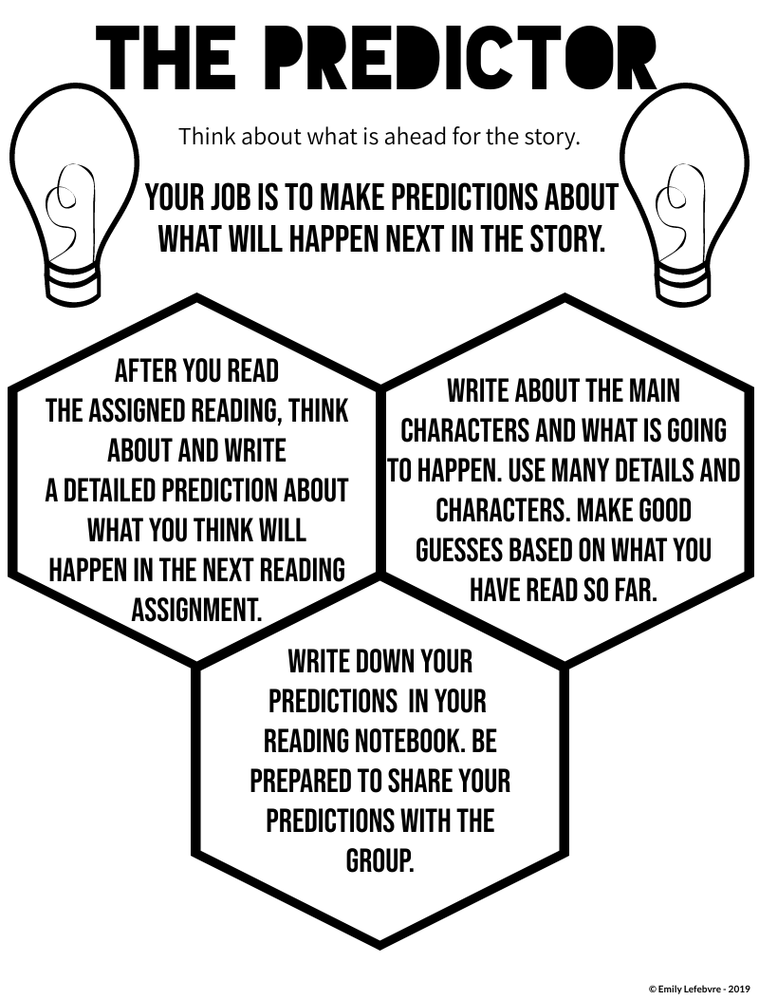 THE PREDICTOR
Think about what is ahead for the story.
YOUR JOB IS TO MAKE PREDICTIONS ABOUT
WHAT WILL HAPPEN NEXT IN THE STORY.
AFTER YOU READ
THE ASSIGNED READING, THINK
ABOUT AND WRITE
A DETAILED PREDICTION ABOUT
WHAT YOU THINK WILL
HAPPEN IN THE NEXT READING
ASSIGNMENT.
WRITE ABOUT THE MAIN
CHARACTERS AND WHAT IS GOING
TO HAPPEN. USE MANY DETAILS AND
CHARACTERS. MAKE GOOD
GUESSES BASED ON WHAT YOU
HAVE READ SO FAR.
WRITE DOWN YOUR
PREDICTIONS IN YOUR
READING NOTEBOOK. BE
PREPARED TO SHARE YOUR
PREDICTIONS WITH THE
GROUP.
© Emily Lefebvre - 2019